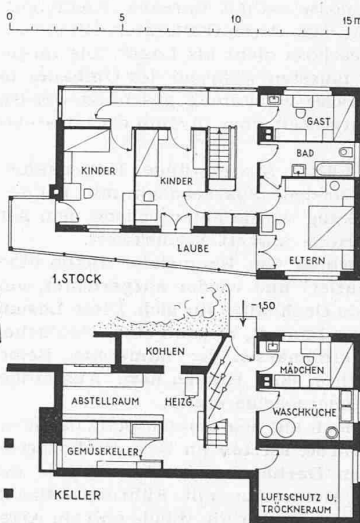 0 5 10 15 m
GAST
BAD
KINDER
KINDER
LAUBE
ELTERN
1.STOCK
-1,50
KOHLEN
MÄDCHEN
ABSTELLRAUM
HEIZG.
WASCHKÜCHE
GEMÜSEKELLER
KELLER
LUFTSCHUTZ U.
TRÖCKNERAUM